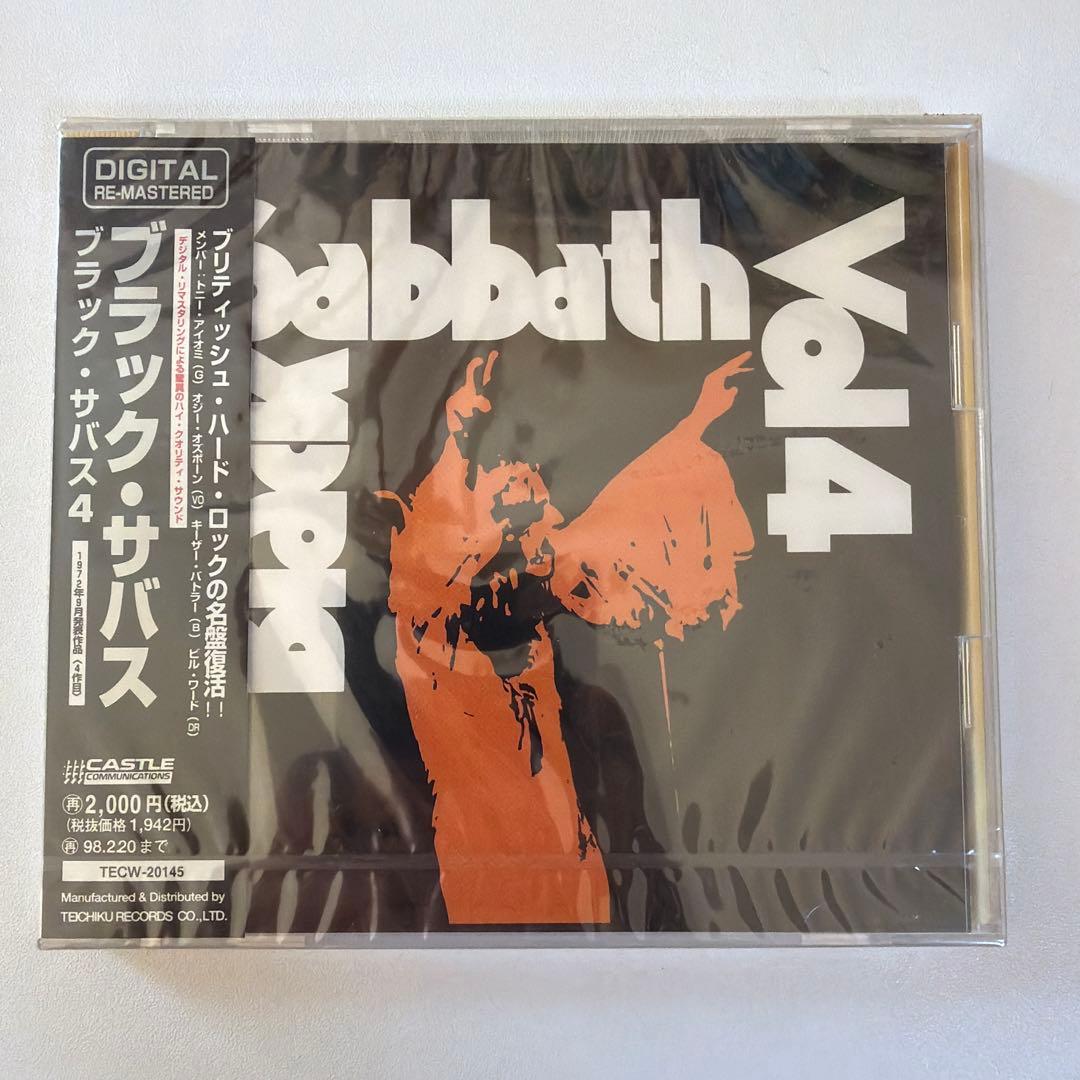 DIGITAL
RE-MASTERED
ブラック・サバス
ブラック・サバス4
1972年9月発表作品〈4作目〉
ブリティッシュ・ハード・ロックの名盤復活!!
メンバー:トニー・アイオミ(G) オジー・オズボーン(VO) キーザー・バトラー(B) ビル・ワード(DR)
デジタル・リマスタリングによる驚異のハイ・クオリティ・サウンド
CASTLE
COMMUNICATIONS
再 2,000円(税込)
(税抜価格1,942円)
再 98.2.20まで
TECW-20145
Manufactured & Distributed by
TEICHIKU RECORDS CO.,LTD.
Black
Sabbath
Vol 4